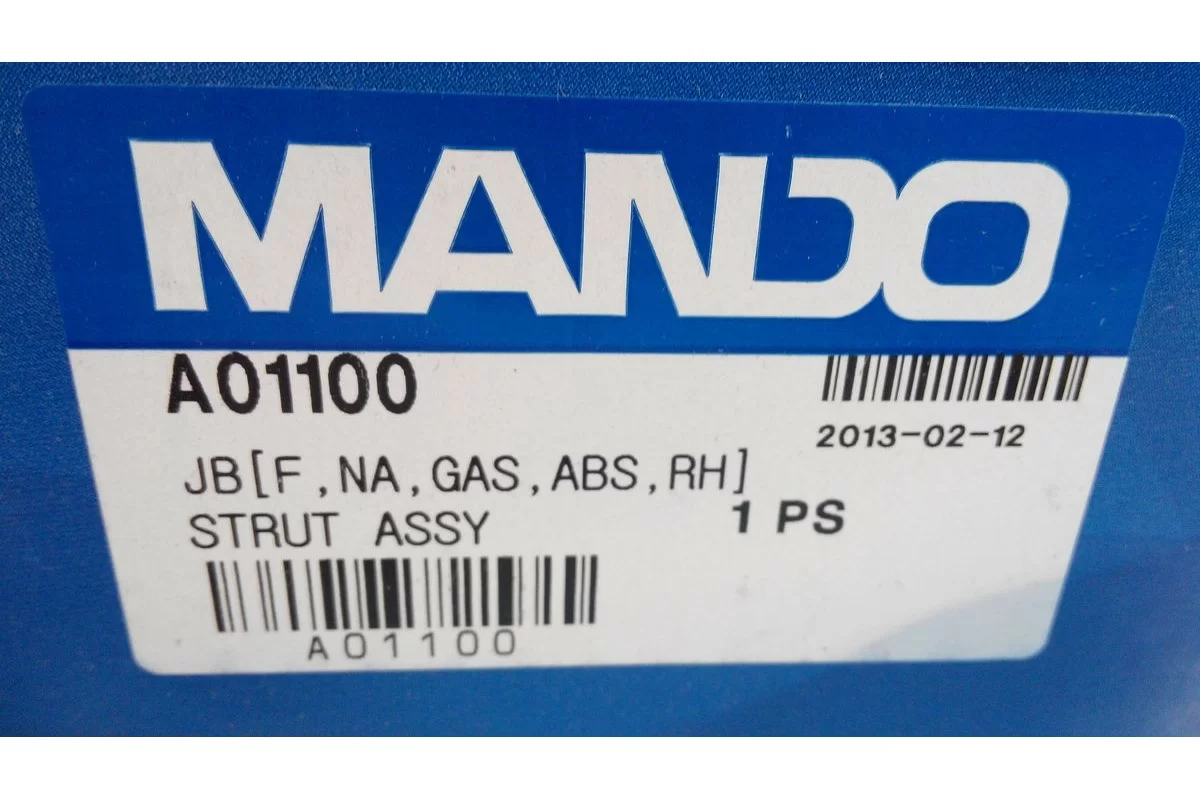 MANDO
A01100
2013-02-12
JB[F,NA,GAS,ABS,RH]
STRUT ASSY 1 PS
A01100